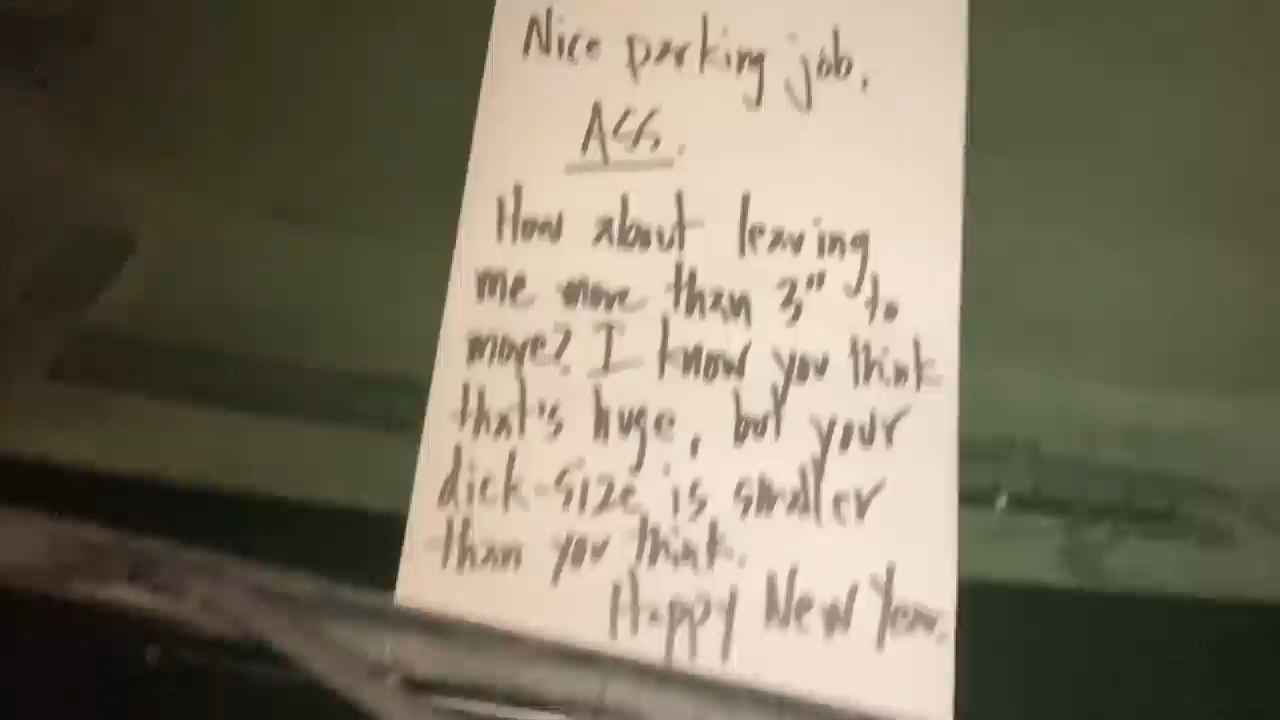 Nice parking job.
ASS.
How about leaving
me more than 3" to
move? I know you think
that's huge, but your
dick-size is smaller
than you think.
Happy New Year.